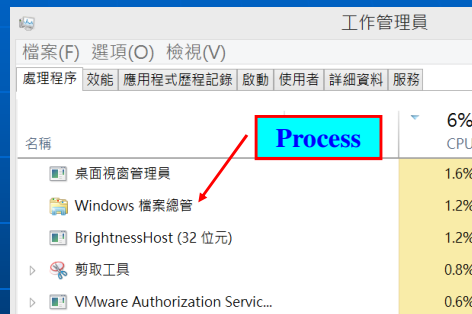 工作管理員
檔案(F) 選項(O) 檢視(V)
處理程序 效能 應用程式歷程記錄 啟動 使用者 詳細資料 服務
Process
6%
名稱 CPU
桌面視窗管理員 1.6%
Windows 檔案總管 1.2%
BrightnessHost (32 位元) 1.2%
剪取工具 0.8%
VMware Authorization Servic... 0.6%